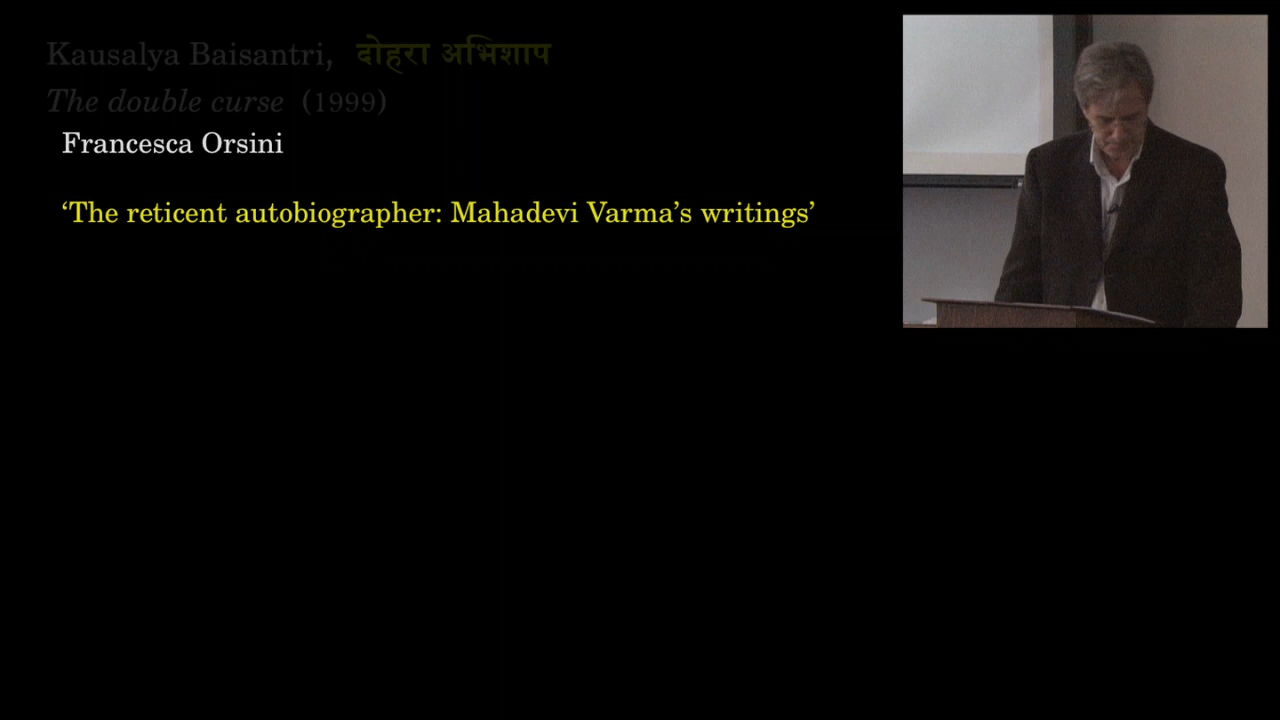 Kausalya Baisantri, दोहरा अभिशाप
The double curse (1999)
Francesca Orsini
‘The reticent autobiographer: Mahadevi Varma’s writings’